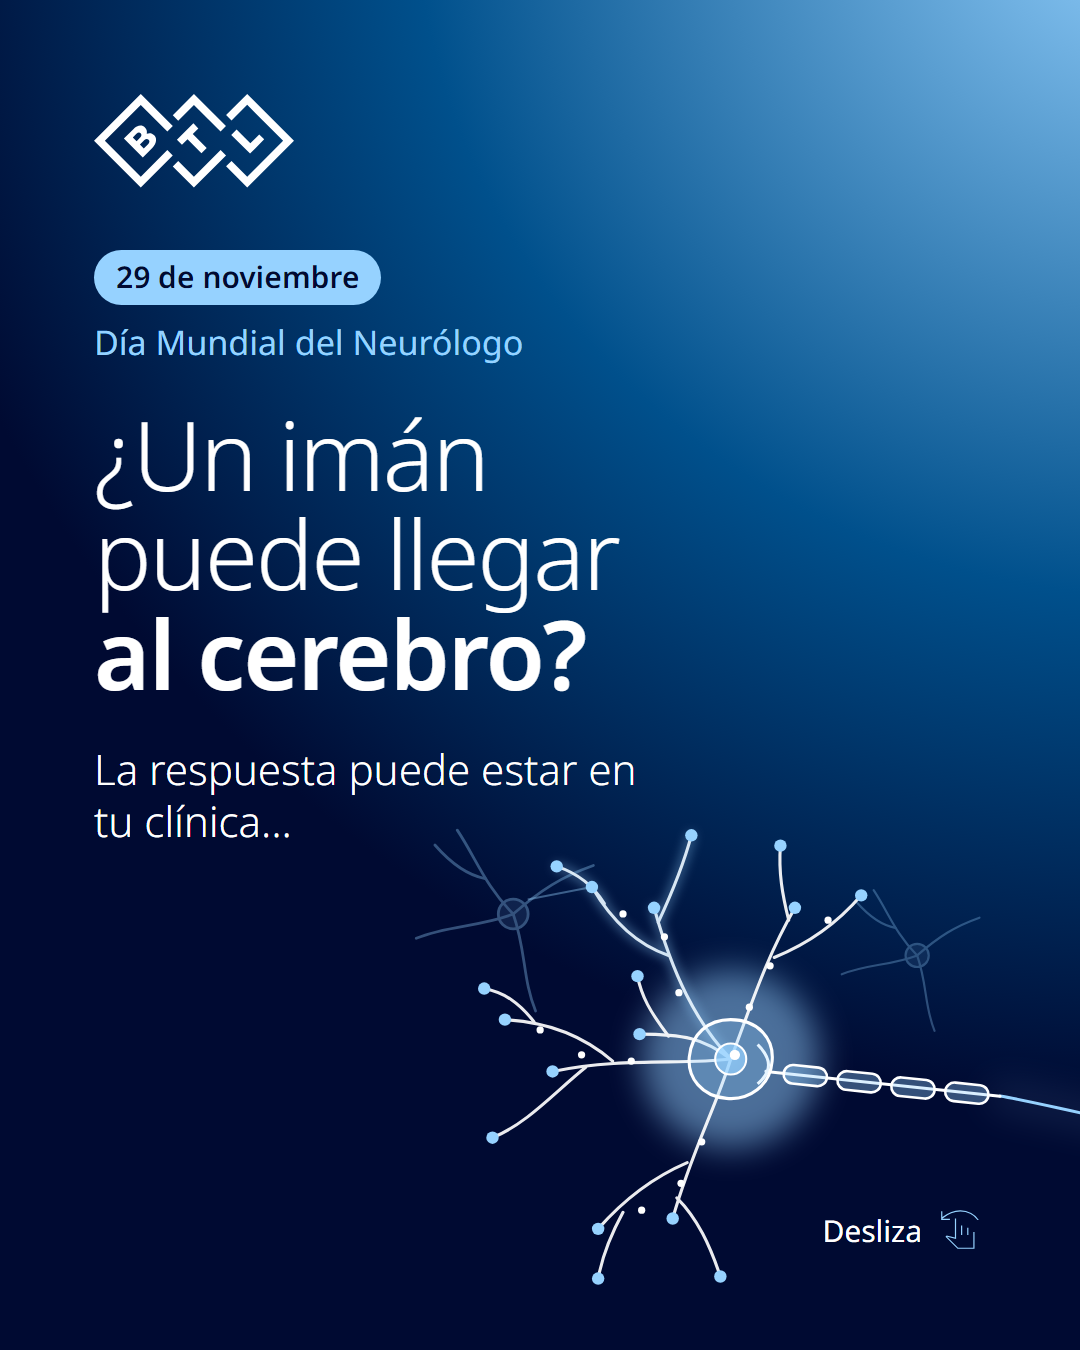 BTL
29 de noviembre
Día Mundial del Neurólogo
¿Un imán
puede llegar
al cerebro?
La respuesta puede estar en
tu clínica...
Desliza